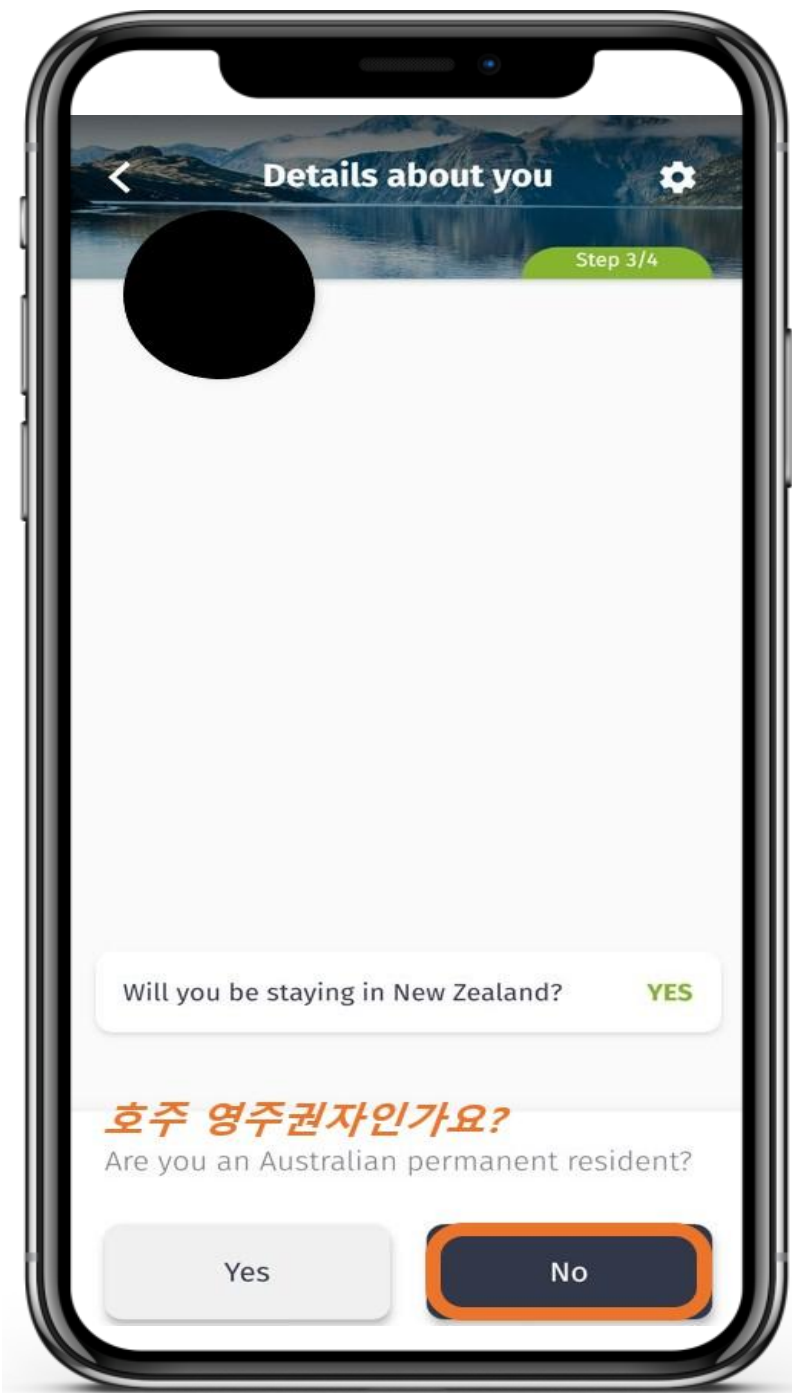 Details about you
Step 3/4
Will you be staying in New Zealand? YES
호주 영주권자인가요?
Are you an Australian permanent resident?
Yes No